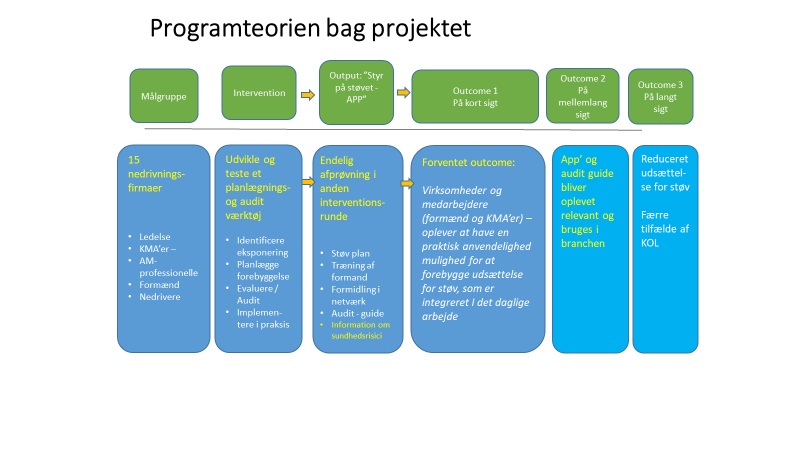 Programteorien bag projektet
Målgruppe
Intervention
Output: "Styr
på støvet -
APP"
Outcome 1
På kort sigt
Outcome 2
På
mellemlang
sigt
Outcome 3
På langt
sigt
15
nedrivnings-
firmaer
• Ledelse
• KMA'er –
• AM-
professionelle
• Formænd
• Nedrivere
Udvikle og
teste et
planlægnings-
og audit
værktøj
• Identificere
eksponering
• Planlægge
forebyggelse
• Evaluere /
Audit
• Implemen-
tere i praksis
Endelig
afprøvning i
anden
interventions-
runde
• Støv plan
• Træning af
formand
• Formidling i
netværk
• Audit - guide
• Information om
sundhedsrisici
Forventet outcome:
Virksomheder og
medarbejdere
(formænd og KMA'er) –
oplever at have en
praktisk anvendelighed
mulighed for at
forebygge udsættelse
for støv, som er
integreret I det daglige
arbejde
App' og
audit guide
bliver
oplevet
relevant og
bruges i
branchen
Reduceret
udsættel-
se for støv
Færre
tilfælde af
KOL